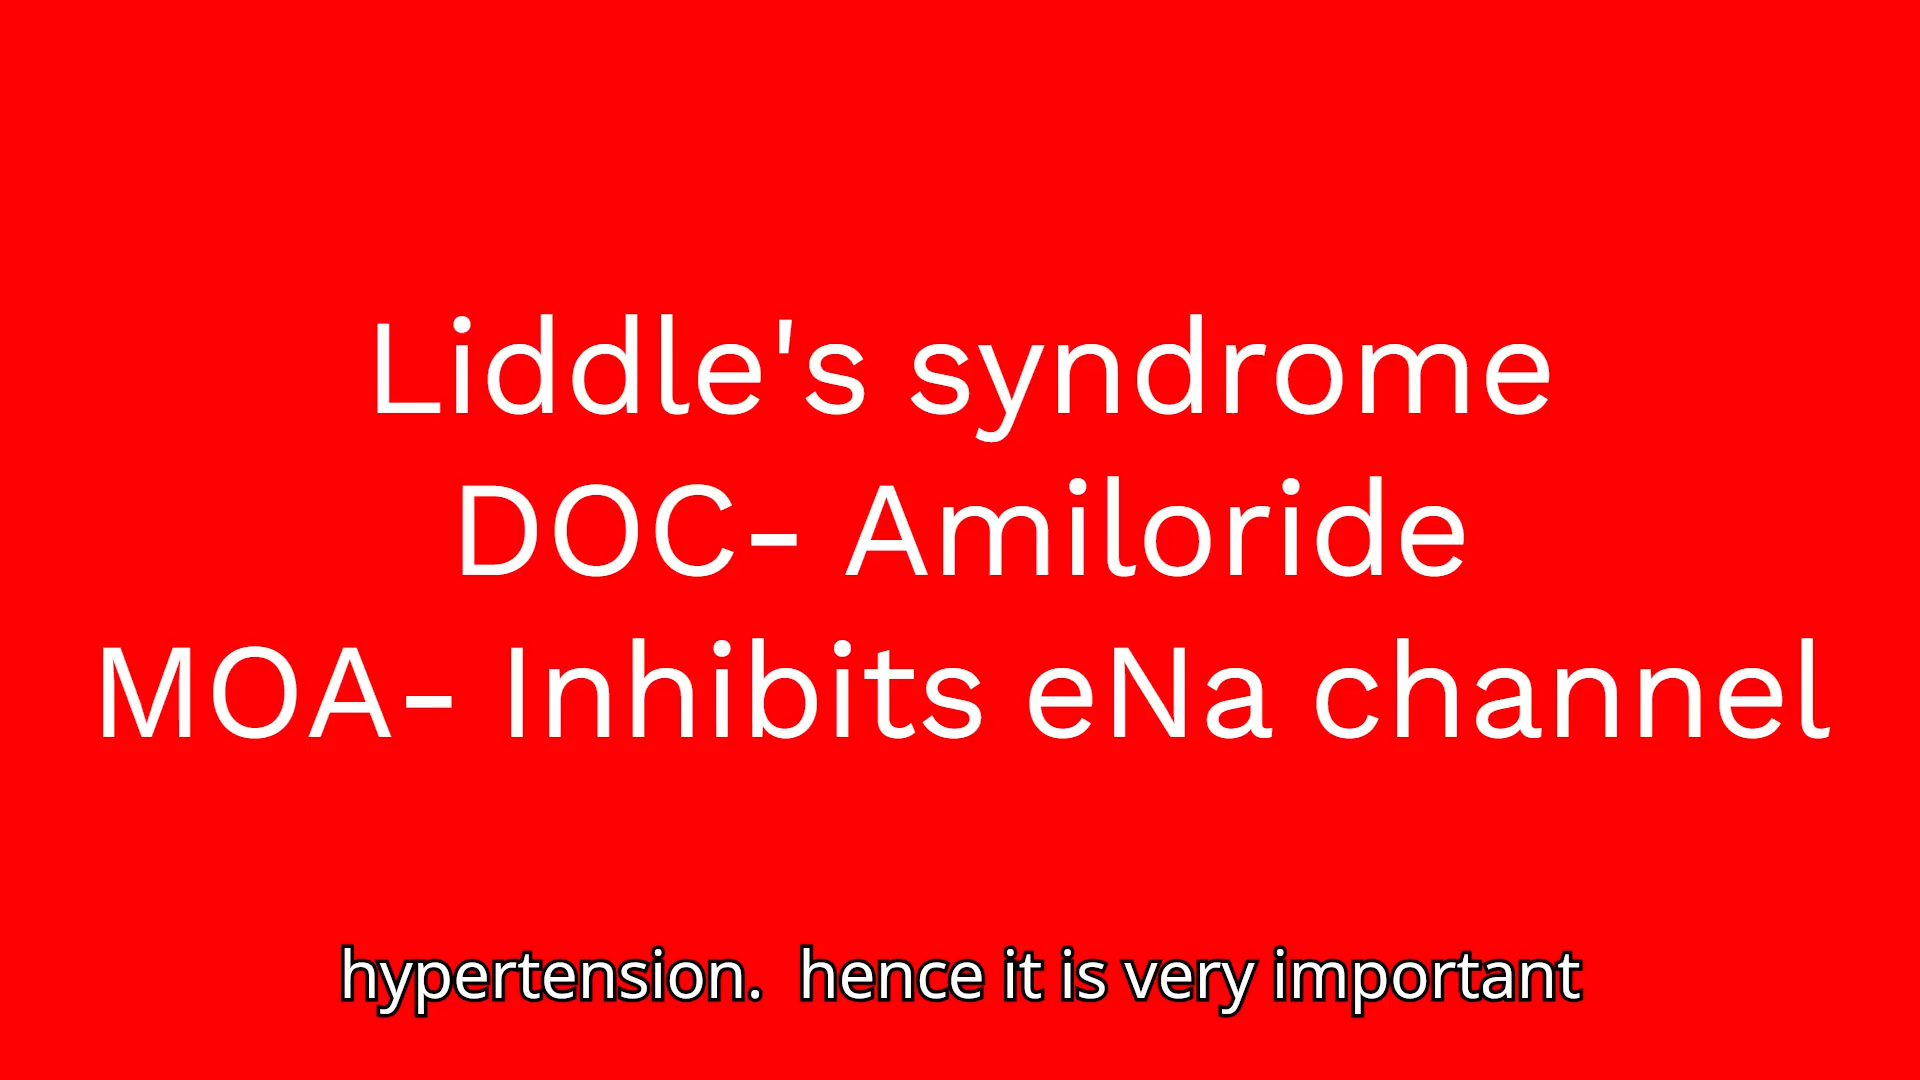 Liddle's syndrome
DOC- Amiloride
MOA- Inhibits eNa channel
hypertension.  hence it is very important